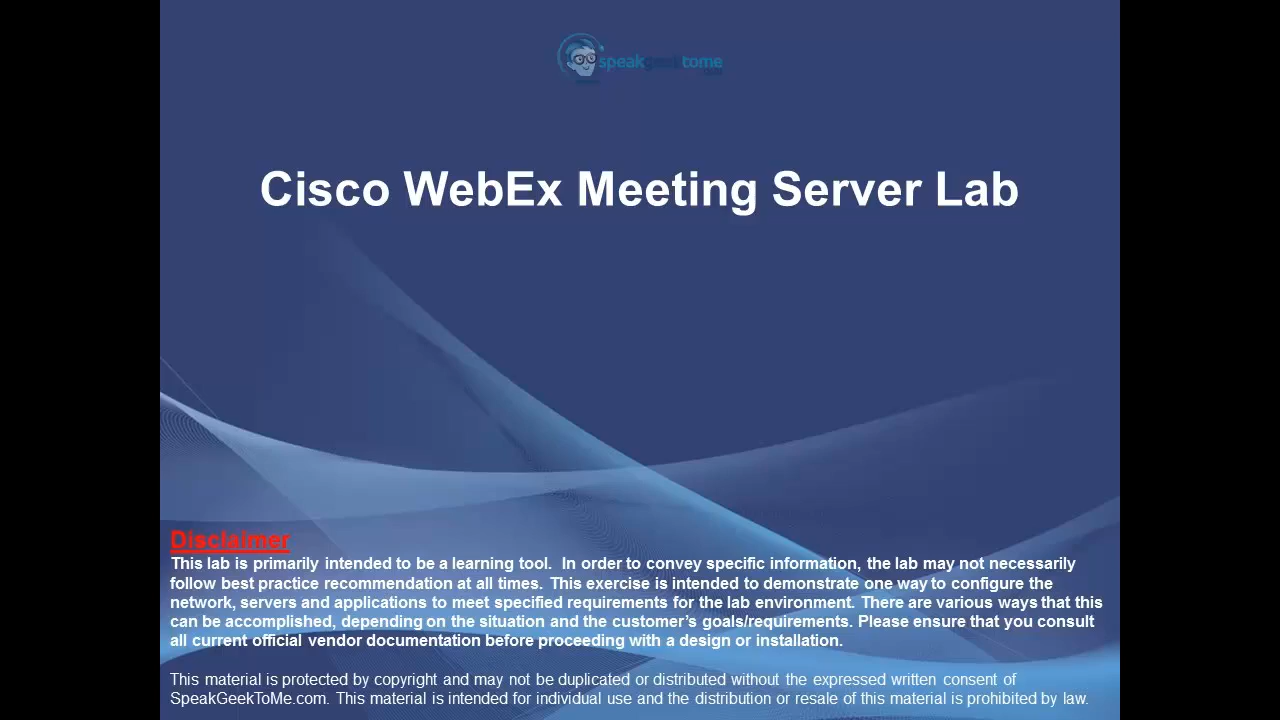 speakgeektome
Cisco WebEx Meeting Server Lab
Disclaimer
This lab is primarily intended to be a learning tool.  In order to convey specific information, the lab may not necessarily
follow best practice recommendation at all times. This exercise is intended to demonstrate one way to configure the
network, servers and applications to meet specified requirements for the lab environment. There are various ways that this
can be accomplished, depending on the situation and the customer’s goals/requirements. Please ensure that you consult
all current official vendor documentation before proceeding with a design or installation.
This material is protected by copyright and may not be duplicated or distributed without the expressed written consent of
SpeakGeekToMe.com. This material is intended for individual use and the distribution or resale of this material is prohibited by law.